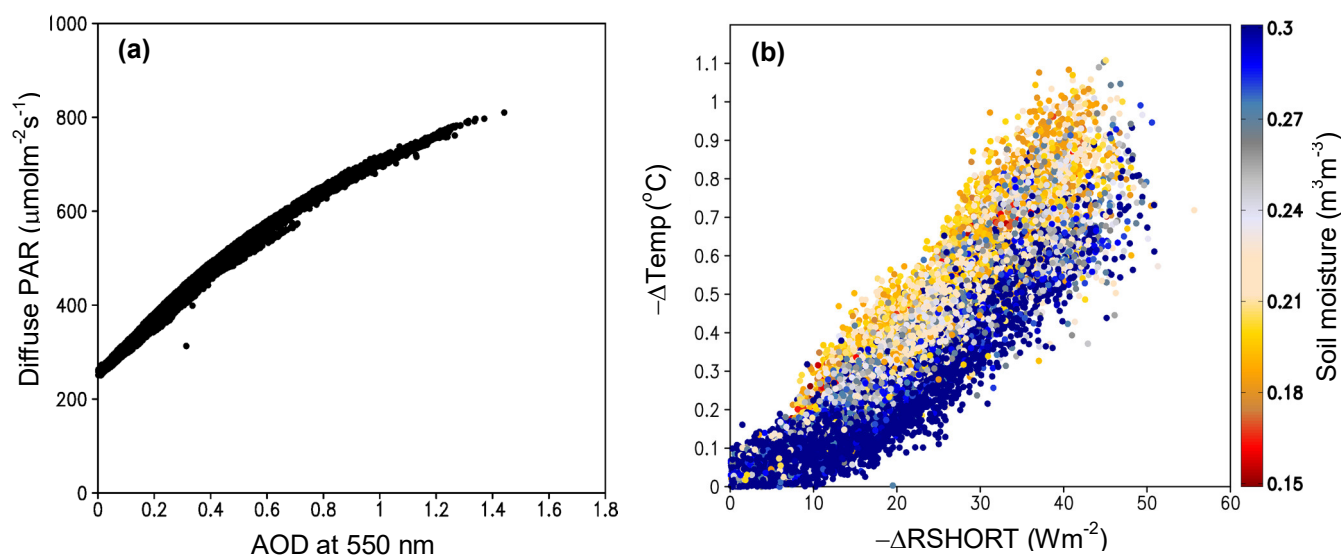 (a)
Diffuse PAR (µmolm⁻²s⁻¹)
1000
800
600
400
200
0
0 0.2 0.4 0.6 0.8 1 1.2 1.4 1.6 1.8
AOD at 550 nm
(b)
−ΔTemp (°C)
1.1
1
0.9
0.8
0.7
0.6
0.5
0.4
0.3
0.2
0.1
0
0 10 20 30 40 50 60
−ΔRSHORT (Wm⁻²)
0.3
0.27
0.24
0.21
0.18
0.15
Soil moisture (m³m⁻³)